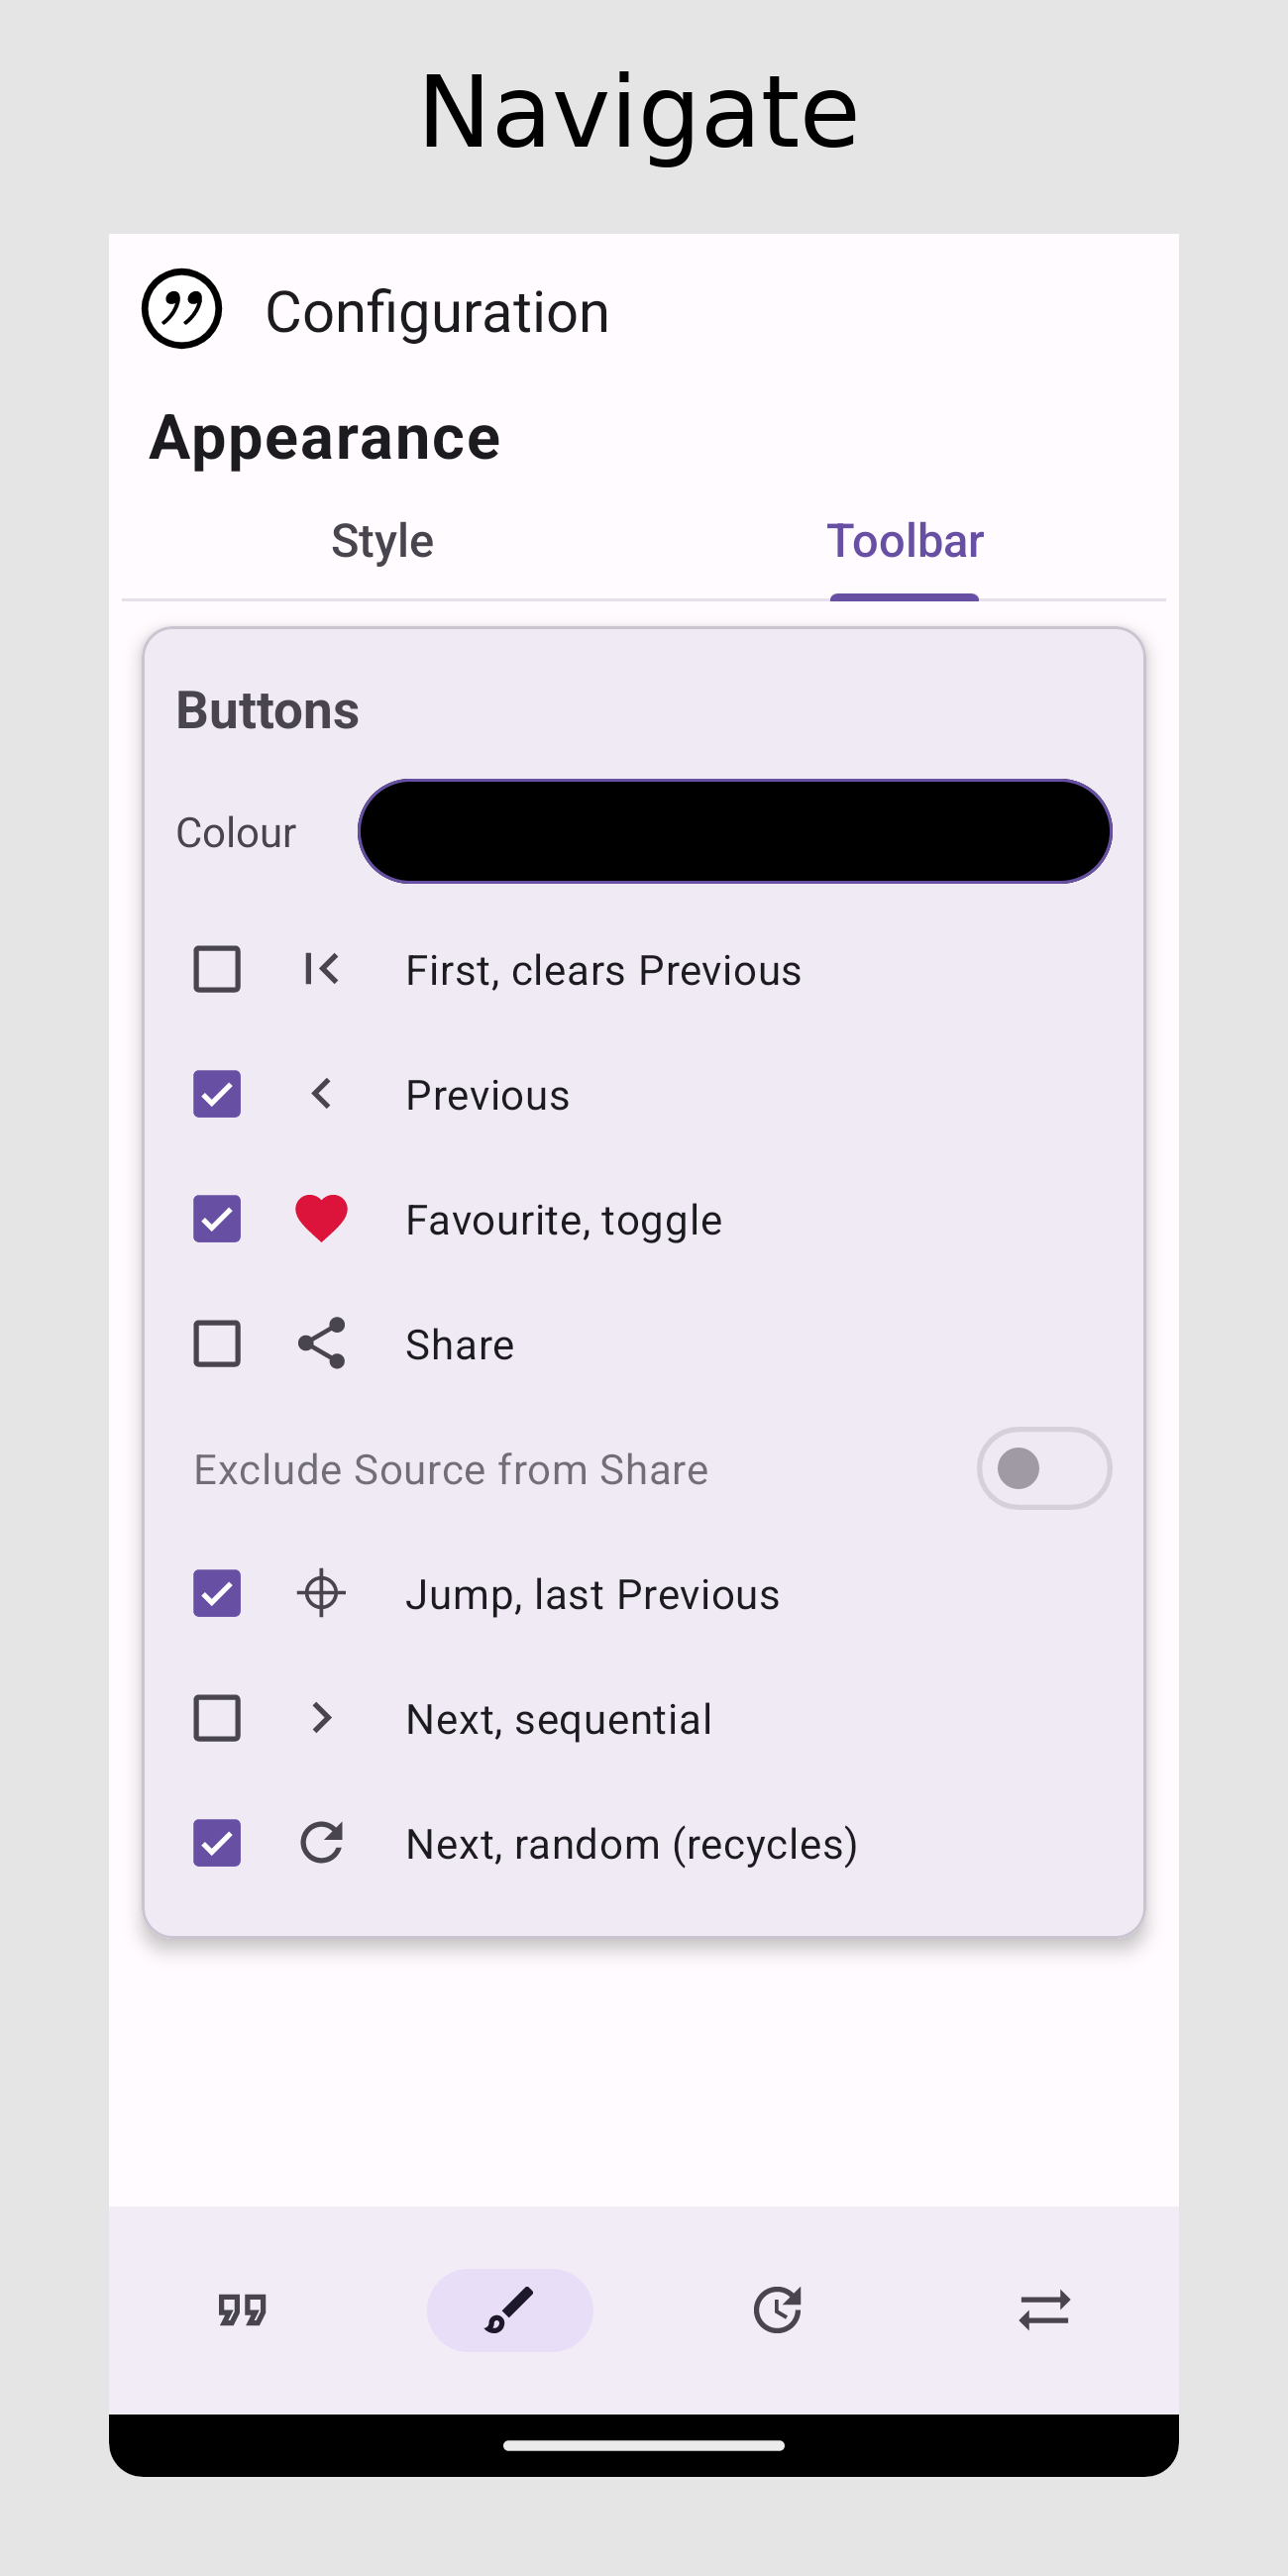 Navigate
Configuration
Appearance
Style
Toolbar
Buttons
Colour
First, clears Previous
Previous
Favourite, toggle
Share
Exclude Source from Share
Jump, last Previous
Next, sequential
Next, random (recycles)